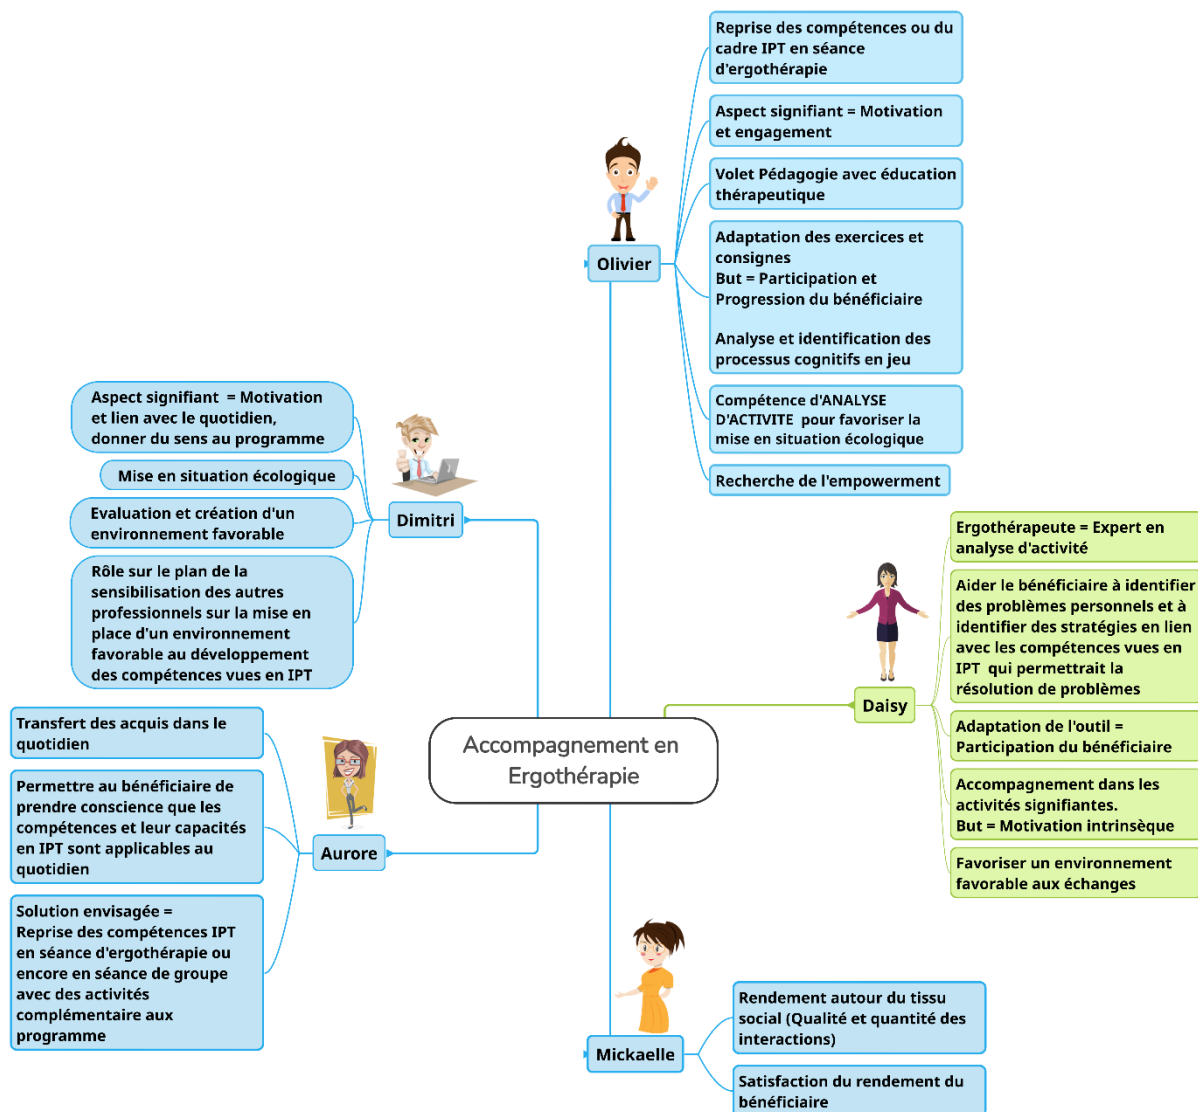 Reprise des compétences ou du
cadre IPT en séance
d'ergothérapie
Aspect signifiant = Motivation
et engagement
Volet Pédagogie avec éducation
thérapeutique
Adaptation des exercices et
consignes
But = Participation et
Progression du bénéficiaire
Analyse et identification des
processus cognitifs en jeu
Compétence d'ANALYSE
D'ACTIVITE pour favoriser la
mise en situation écologique
Recherche de l'empowerment
Olivier
Aspect signifiant = Motivation
et lien avec le quotidien,
donner du sens au programme
Mise en situation écologique
Evaluation et création d'un
environnement favorable
Rôle sur le plan de la
sensibilisation des autres
professionnels sur la mise en
place d'un environnement
favorable au développement
des compétences vues en IPT
Dimitri
Ergothérapeute = Expert en
analyse d'activité
Aider le bénéficiaire à identifier
des problèmes personnels et à
identifier des stratégies en lien
avec les compétences vues en
IPT qui permettrait la
résolution de problèmes
Adaptation de l'outil =
Participation du bénéficiaire
Accompagnement dans les
activités signifiantes.
But = Motivation intrinsèque
Favoriser un environnement
favorable aux échanges
Daisy
Accompagnement en
Ergothérapie
Transfert des acquis dans le
quotidien
Permettre au bénéficiaire de
prendre conscience que les
compétences et leur capacités
en IPT sont applicables au
quotidien
Solution envisagée =
Reprise des compétences IPT
en séance d'ergothérapie ou
encore en séance de groupe
avec des activités
complémentaire aux
programme
Aurore
Mickaelle
Rendement autour du tissu
social (Qualité et quantité des
interactions)
Satisfaction du rendement du
bénéficiaire